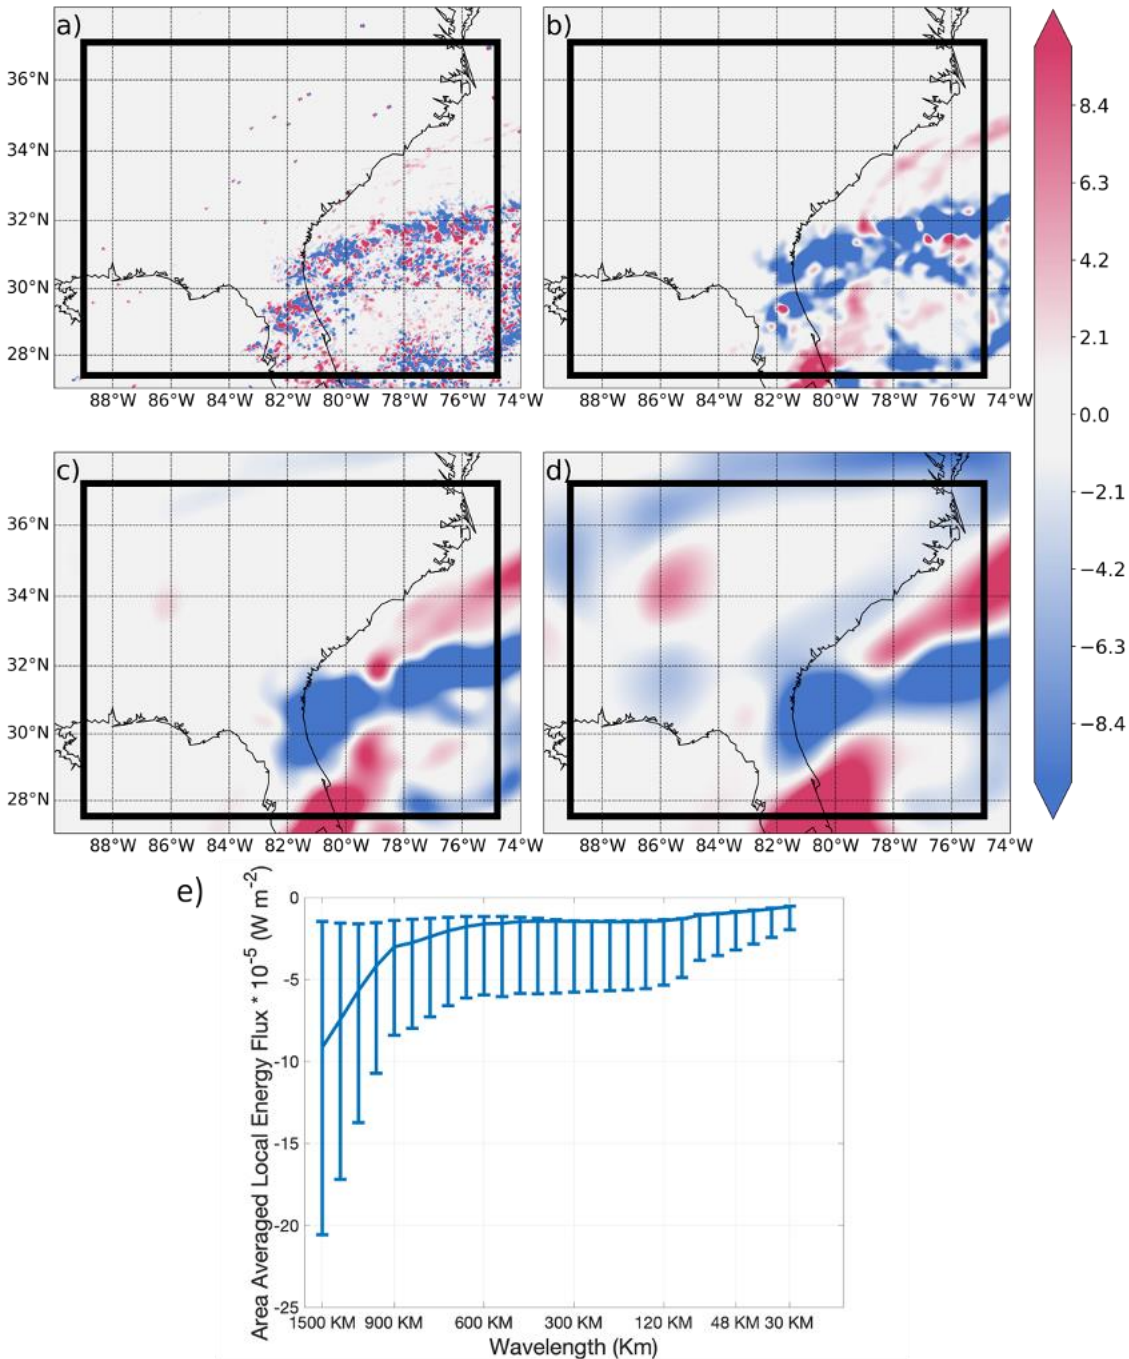 a)
b)
36°N
34°N
32°N
30°N
28°N
88°W 86°W 84°W 82°W 80°W 78°W 76°W 74°W
88°W 86°W 84°W 82°W 80°W 78°W 76°W 74°W
8.4
6.3
4.2
2.1
0.0
−2.1
−4.2
−6.3
−8.4
c)
d)
36°N
34°N
32°N
30°N
28°N
88°W 86°W 84°W 82°W 80°W 78°W 76°W 74°W
88°W 86°W 84°W 82°W 80°W 78°W 76°W 74°W
e)
Area Averaged Local Energy Flux * 10⁻⁵ (W m⁻²)
0
-5
-10
-15
-20
-25
1500 KM 900 KM 600 KM 300 KM 120 KM 48 KM 30 KM
Wavelength (Km)